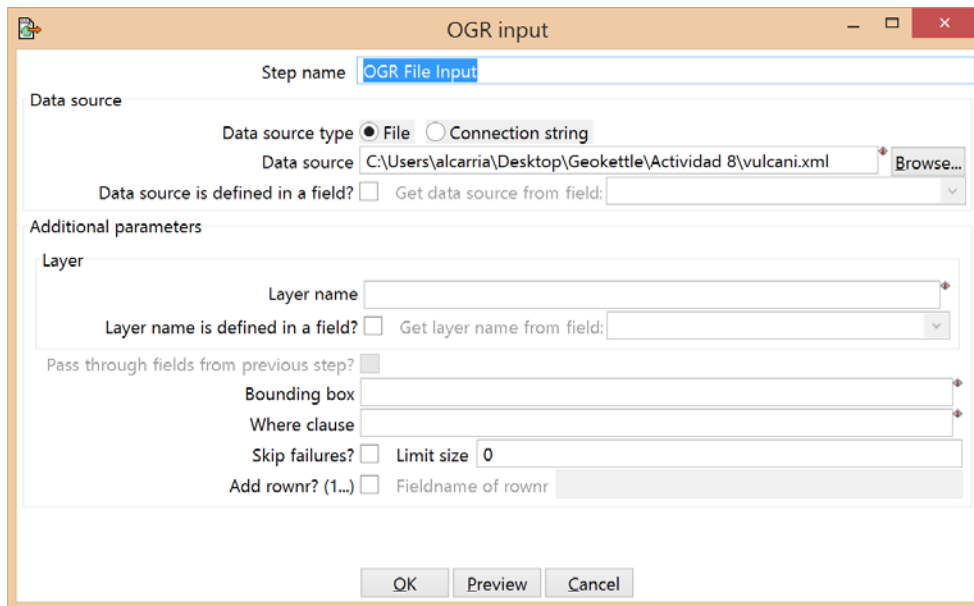 OGR input
Step name OGR File Input
Data source
Data source type File Connection string
Data source C:\Users\alcarria\Desktop\Geokettle\Actividad 8\vulcani.xml Browse...
Data source is defined in a field? Get data source from field:
Additional parameters
Layer
Layer name
Layer name is defined in a field? Get layer name from field:
Pass through fields from previous step?
Bounding box
Where clause
Skip failures? Limit size 0
Add rownr? (1...) Fieldname of rownr
OK Preview Cancel